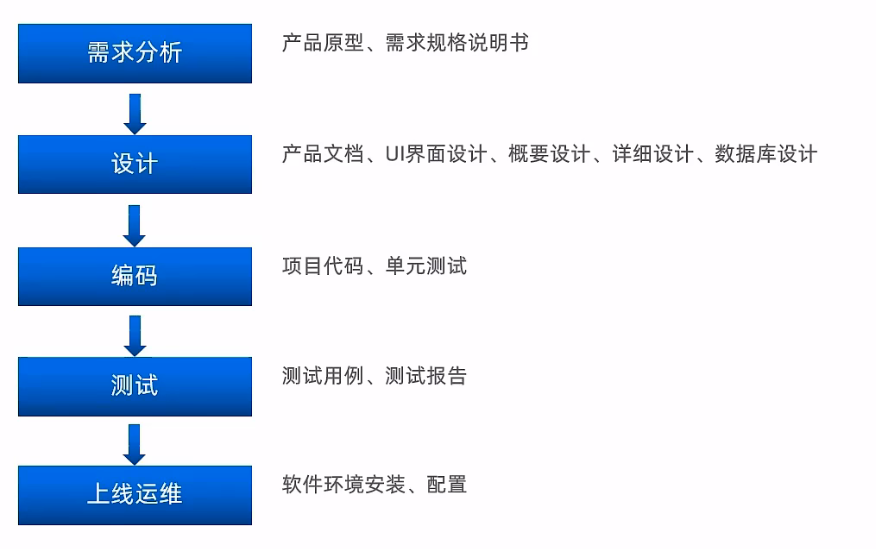 需求分析
产品原型、需求规格说明书
设计
产品文档、UI界面设计、概要设计、详细设计、数据库设计
编码
项目代码、单元测试
测试
测试用例、测试报告
上线运维
软件环境安装、配置